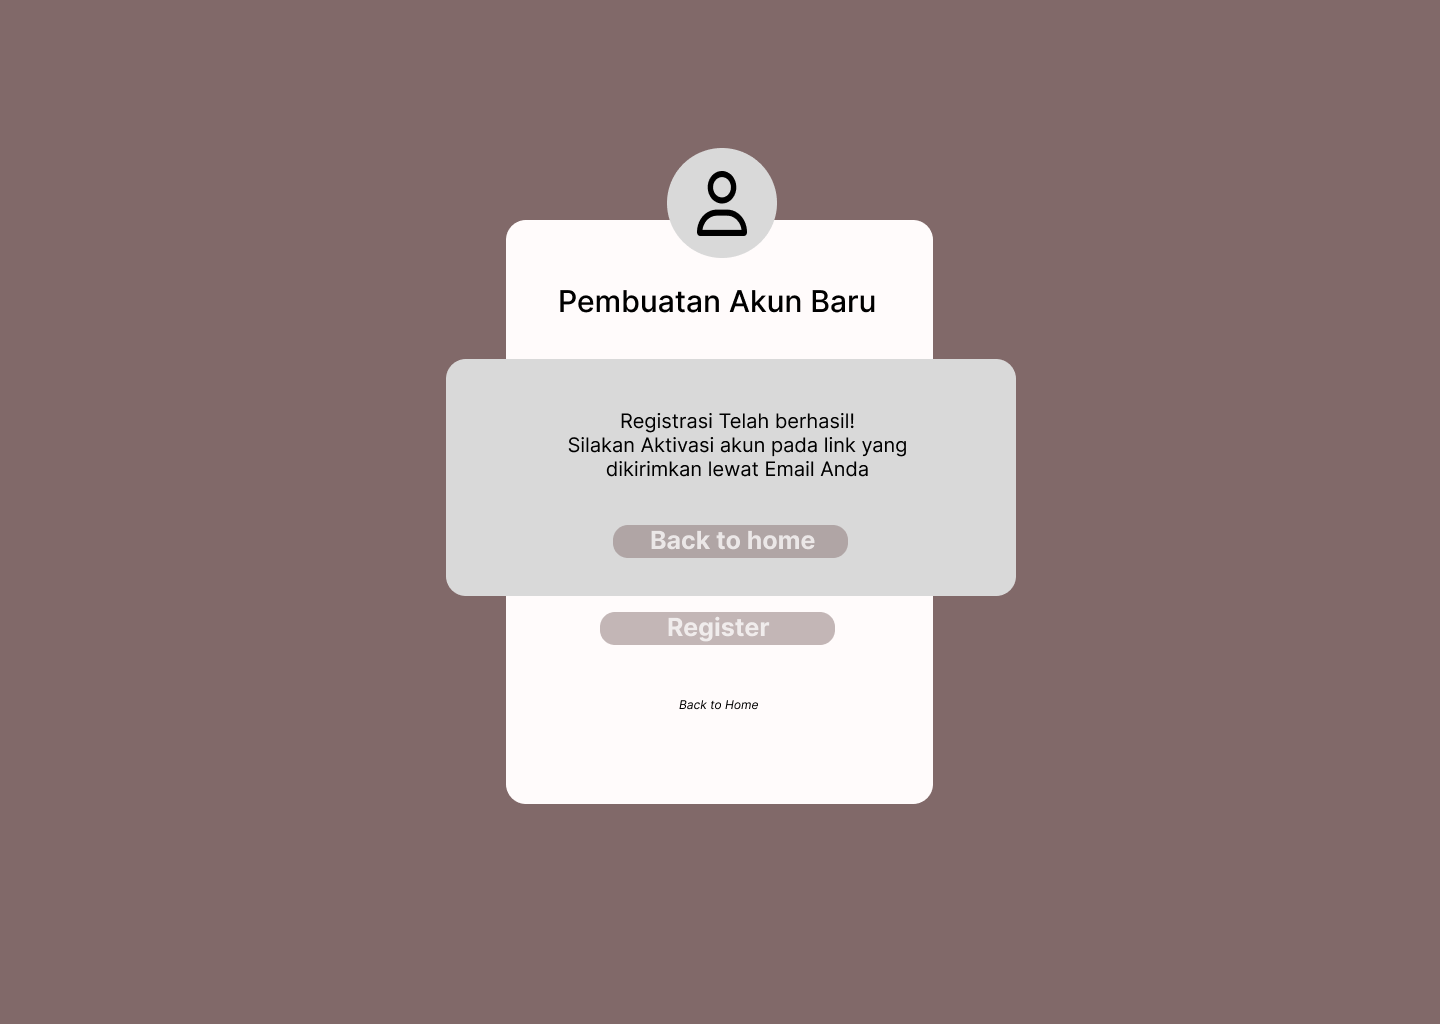 Pembuatan Akun Baru
Registrasi Telah berhasil!
Silakan Aktivasi akun pada link yang
dikirimkan lewat Email Anda
Back to home
Register
Back to Home